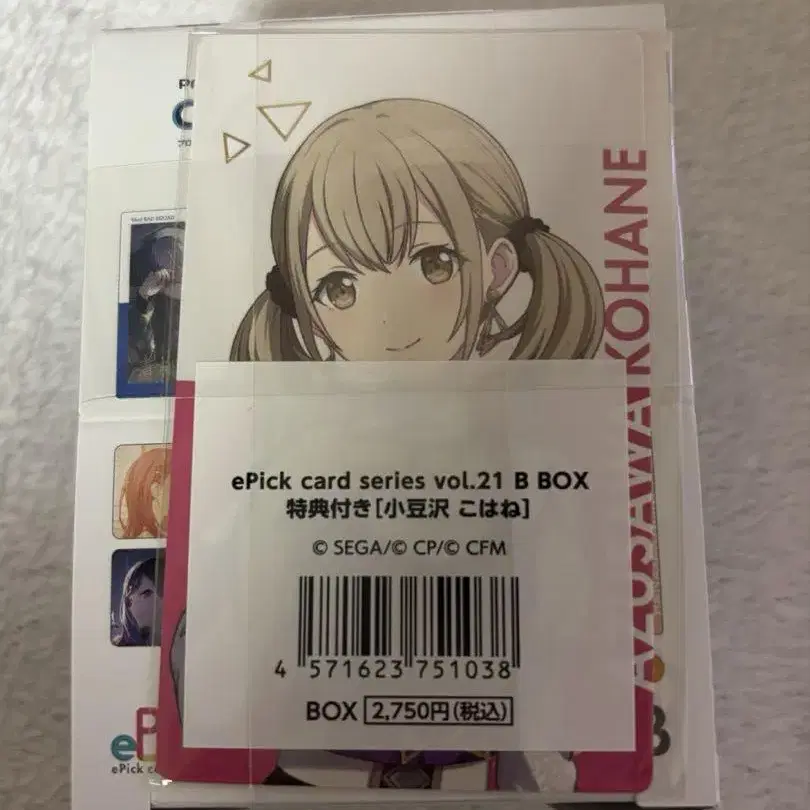 AZUSAWA KOHANE
ePick card series vol.21 B BOX
特典付き[小豆沢 こはね]
© SEGA/© CP/© CFM
4 571623 751038
BOX 2,750円(税込)
ePick c
B